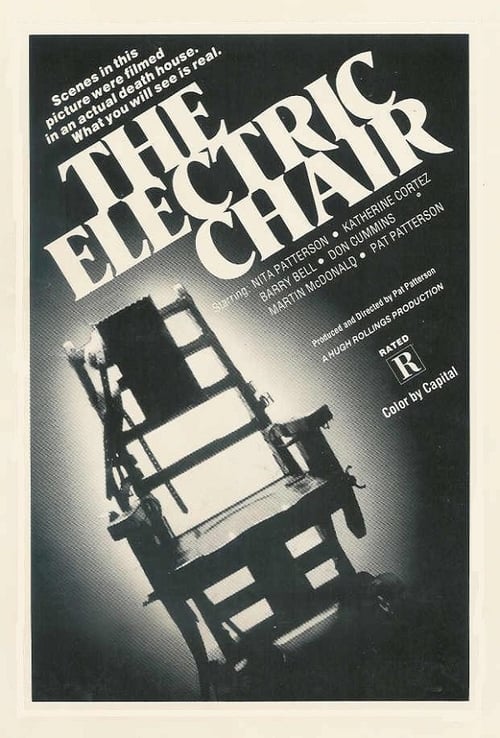 Scenes in this
picture were filmed
in an actual death house.
What you will see is real.
THE
ELECTRIC
CHAIR
Starring: NITA PATTERSON • KATHERINE CORTEZ
BARRY BELL • DON CUMMINS •
MARTIN McDONALD • PAT PATTERSON
Produced and Directed by Pat Patterson
A HUGH ROLLINGS PRODUCTION
RATED
R
Color by Capital